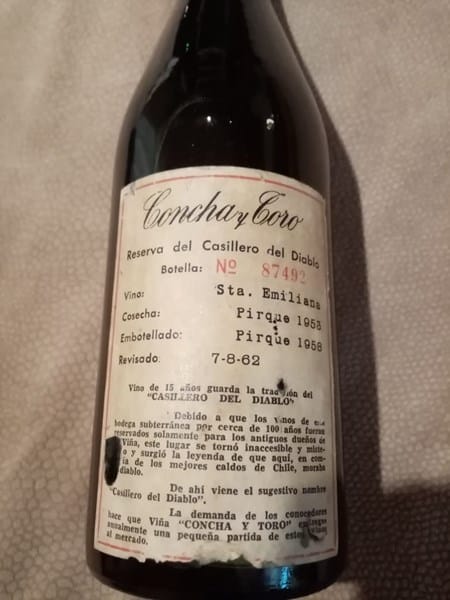 Concha y Toro
Reserva del Casillero del Diablo
Botella: Nº 87492
Vino: Sta. Emiliana
Cosecha: Pirque 1953
Embotellado: Pirque 1958
Revisado: 7-8-62
Vino de 15 años guarda la del
"CASILLERO DEL DIABLO"
Debido a que los vinos de
bodega subterránea por cerca de 100 años fueron
reservados solamente para los antiguos dueños de
Viña, este lugar se tornó inaccesible y miste-
o y surgió la leyenda de que aquí, en com-
ía de los mejores caldos de Chile, moraba
diablo.
De ahí viene el sugestivo nombre
"Casillero del Diablo".
La demanda de los conocedores
hace que Viña "CONCHA Y TORO"
anualmente una pequeña partida de
al mercado.